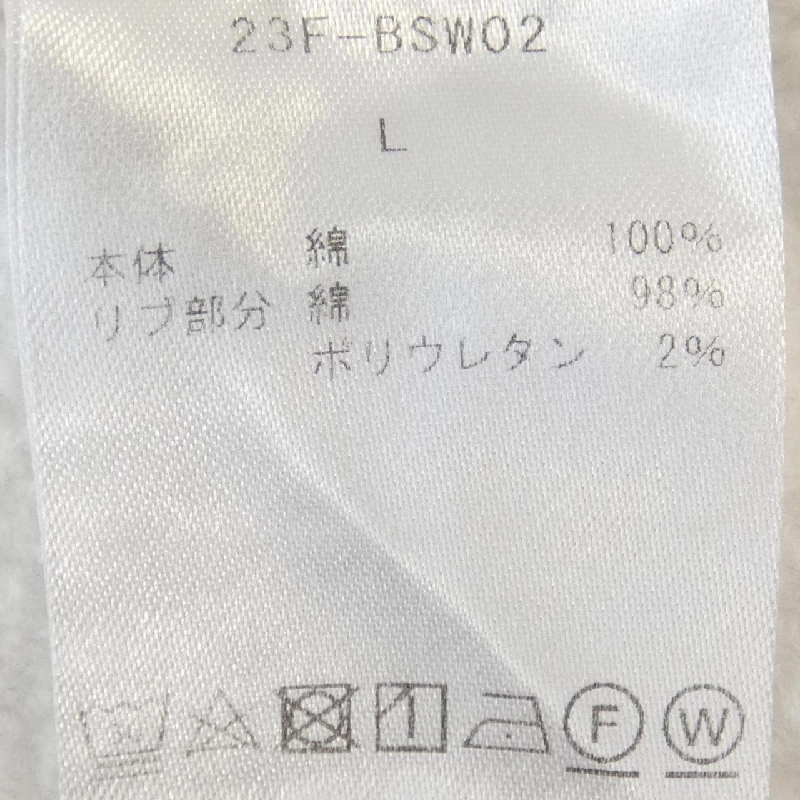 23F-BSW02
L
本体 綿 100%
リブ部分 綿 98%
ポリウレタン 2%
30
F W